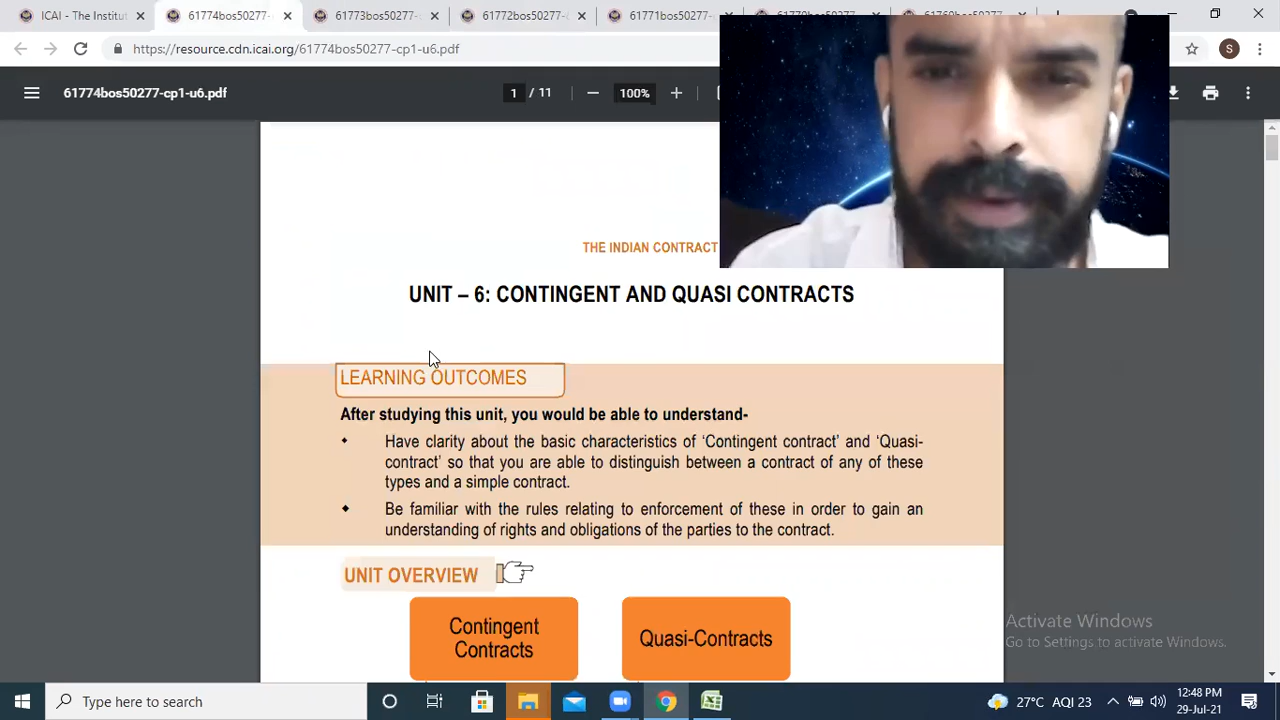 ICAI - The Institut
61774bos50277-
61773bos50277-
61772bos50277-
61771bos50277-
https://resource.cdn.icai.org/61774bos50277-cp1-u6.pdf
S
61774bos50277-cp1-u6.pdf
1 / 11
100%
THE INDIAN CONTRACT
UNIT – 6: CONTINGENT AND QUASI CONTRACTS
LEARNING OUTCOMES
After studying this unit, you would be able to understand-
Have clarity about the basic characteristics of ‘Contingent contract’ and ‘Quasi-
contract’ so that you are able to distinguish between a contract of any of these
types and a simple contract.
Be familiar with the rules relating to enforcement of these in order to gain an
understanding of rights and obligations of the parties to the contract.
UNIT OVERVIEW
Contingent
Contracts
Quasi-Contracts
Activate Windows
Go to Settings to activate Windows.
Type here to search
27°C AQI 23
12:48 PM
29-Jul-21